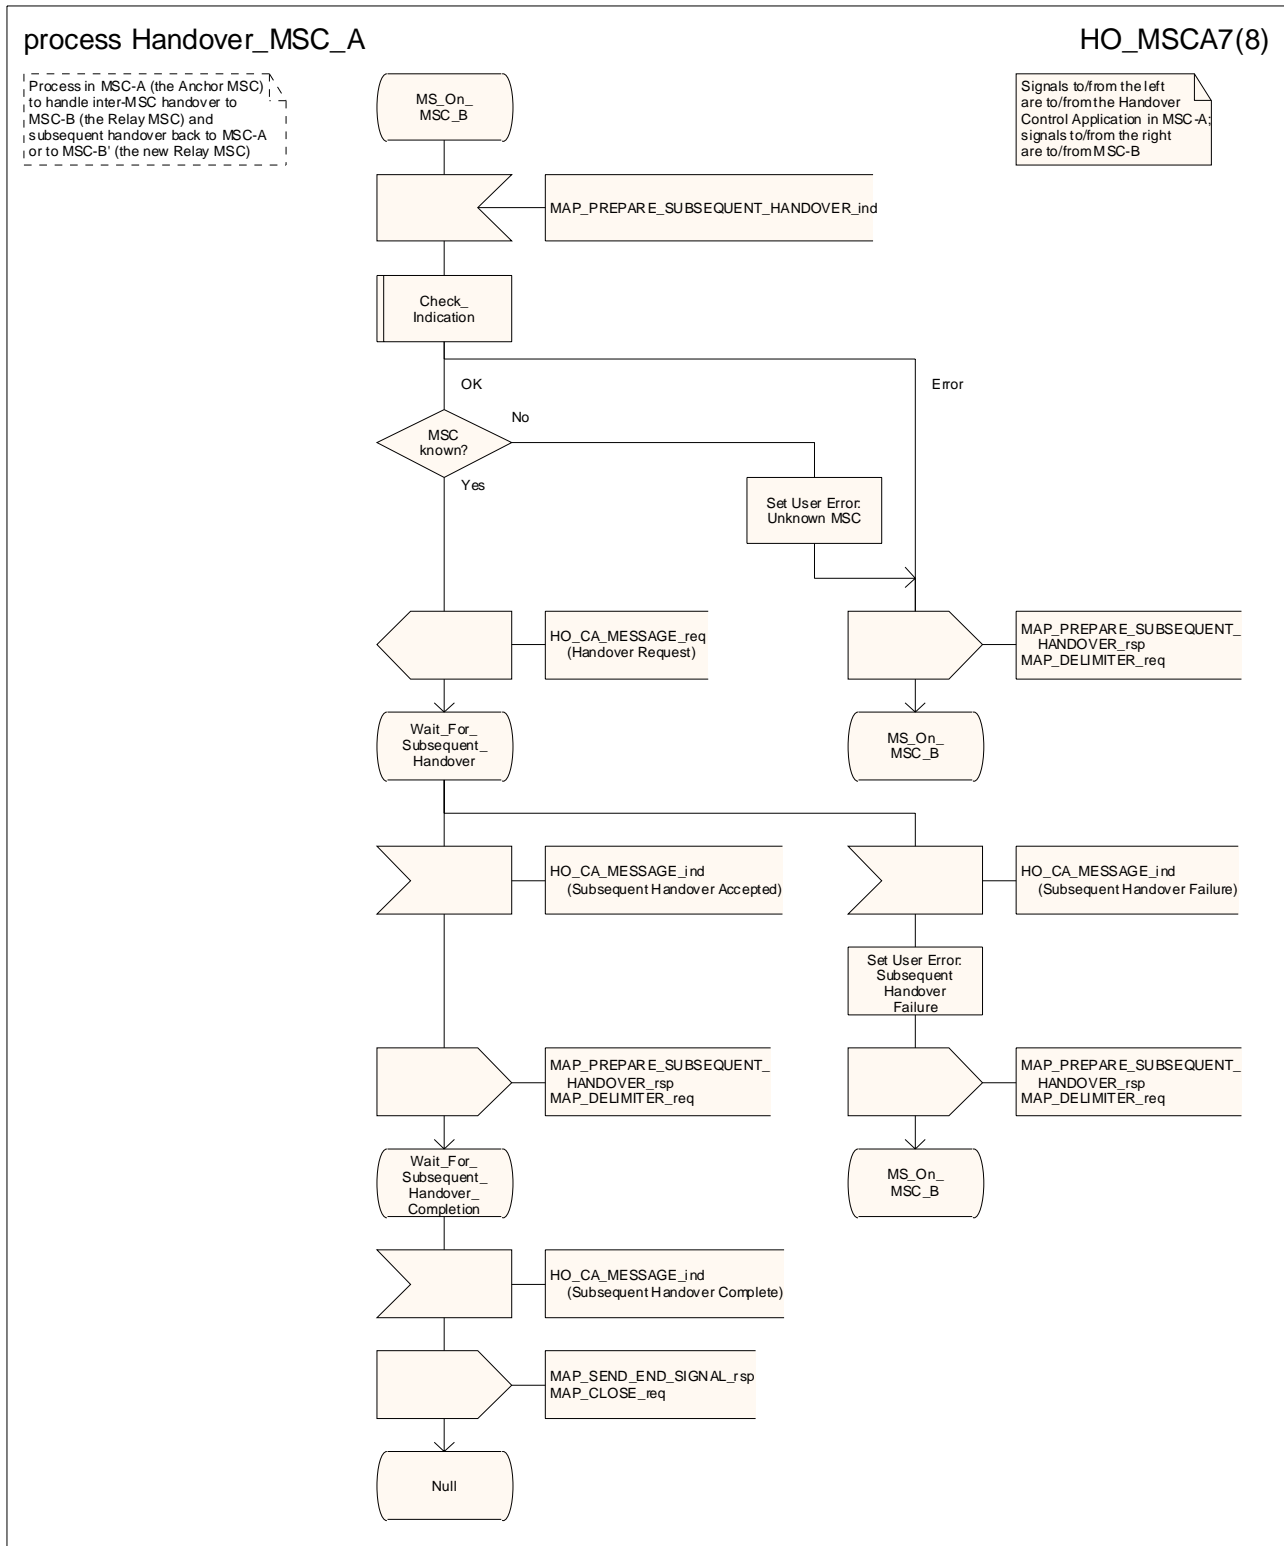 process Handover_MSC_A
HO_MSCA7(8)
Process in MSC-A (the Anchor MSC)
to handle inter-MSC handover to
MSC-B (the Relay MSC) and
subsequent handover back to MSC-A
or to MSC-B' (the new Relay MSC)
MS_On_
MSC_B
Signals to/from the left
are to/from the Handover
Control Application in MSC-A;
signals to/from the right
are to/from MSC-B
MAP_PREPARE_SUBSEQUENT_HANDOVER_ind
Check_
Indication
OK
Error
MSC
known?
No
Yes
Set User Error:
Unknown MSC
HO_CA_MESSAGE_req
(Handover Request)
MAP_PREPARE_SUBSEQUENT_
HANDOVER_rsp
MAP_DELIMITER_req
Wait_For_
Subsequent_
Handover
MS_On_
MSC_B
HO_CA_MESSAGE_ind
(Subsequent Handover Accepted)
HO_CA_MESSAGE_ind
(Subsequent Handover Failure)
Set User Error:
Subsequent
Handover
Failure
MAP_PREPARE_SUBSEQUENT_
HANDOVER_rsp
MAP_DELIMITER_req
MAP_PREPARE_SUBSEQUENT_
HANDOVER_rsp
MAP_DELIMITER_req
Wait_For_
Subsequent_
Handover_
Completion
MS_On_
MSC_B
HO_CA_MESSAGE_ind
(Subsequent Handover Complete)
MAP_SEND_END_SIGNAL_rsp
MAP_CLOSE_req
Null